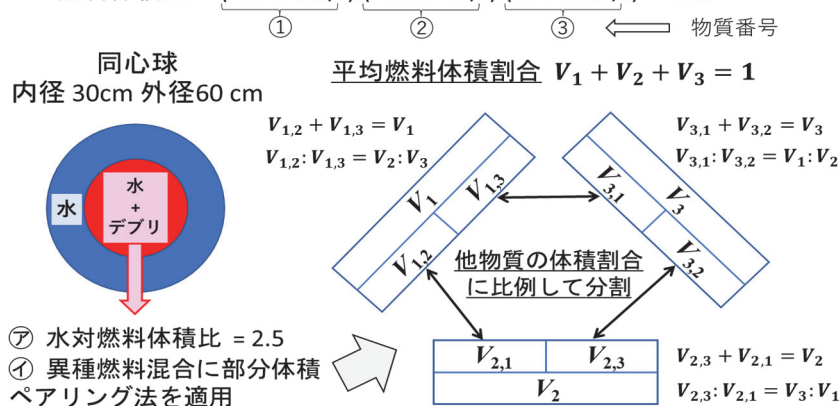 ① ② ③ 物質番号
同心球
内径 30cm 外径60 cm
水
水
+
デブリ
㋐ 水対燃料体積比 = 2.5
㋑ 異種燃料混合に部分体積
ペアリング法を適用
平均燃料体積割合 V₁ + V₂ + V₃ = 1
V₁,₂ + V₁,₃ = V₁
V₁,₂: V₁,₃ = V₂: V₃
V₃,₁ + V₃,₂ = V₃
V₃,₁: V₃,₂ = V₁: V₂
V₁
V₁,₃
V₁,₂
V₃
V₃,₁
V₃,₂
他物質の体積割合
に比例して分割
V₂,₁ V₂,₃
V₂
V₂,₃ + V₂,₁ = V₂
V₂,₃: V₂,₁ = V₃: V₁